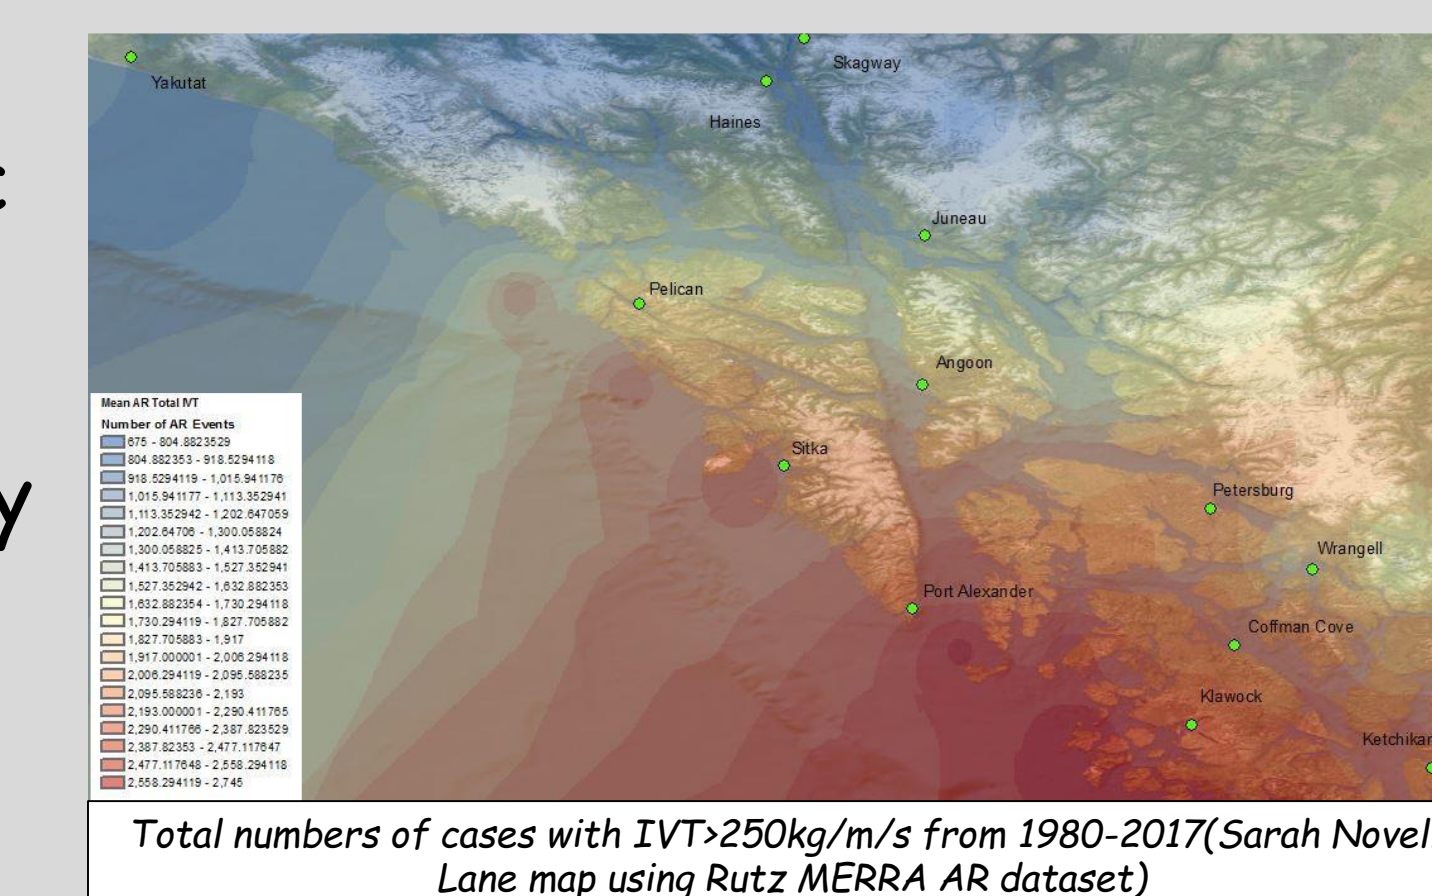 Yakutat
Skagway
Haines
Juneau
Pelican
Angoon
Sitka
Petersburg
Wrangell
Port Alexander
Coffman Cove
Klawock
Ketchikan
Mean AR Total IVT
Number of AR Events
675 - 804.8823529
804.882353 - 918.5294118
918.5294119 - 1,015.941176
1,015.941177 - 1,113.352941
1,113.352942 - 1,202.647059
1,202.64706 - 1,300.058824
1,300.058825 - 1,413.705882
1,413.705883 - 1,527.352941
1,527.352942 - 1,632.882353
1,632.882354 - 1,730.294118
1,730.294119 - 1,827.705882
1,827.705883 - 1,917
1,917.000001 - 2,006.294118
2,006.294119 - 2,095.588235
2,095.588236 - 2,193
2,193.000001 - 2,290.411765
2,290.411766 - 2,387.823529
2,387.82353 - 2,477.117647
2,477.117648 - 2,558.294118
2,558.294119 - 2,745
y
Total numbers of cases with IVT>250kg/m/s from 1980-2017(Sarah
Lane map using Rutz MERRA AR dataset)